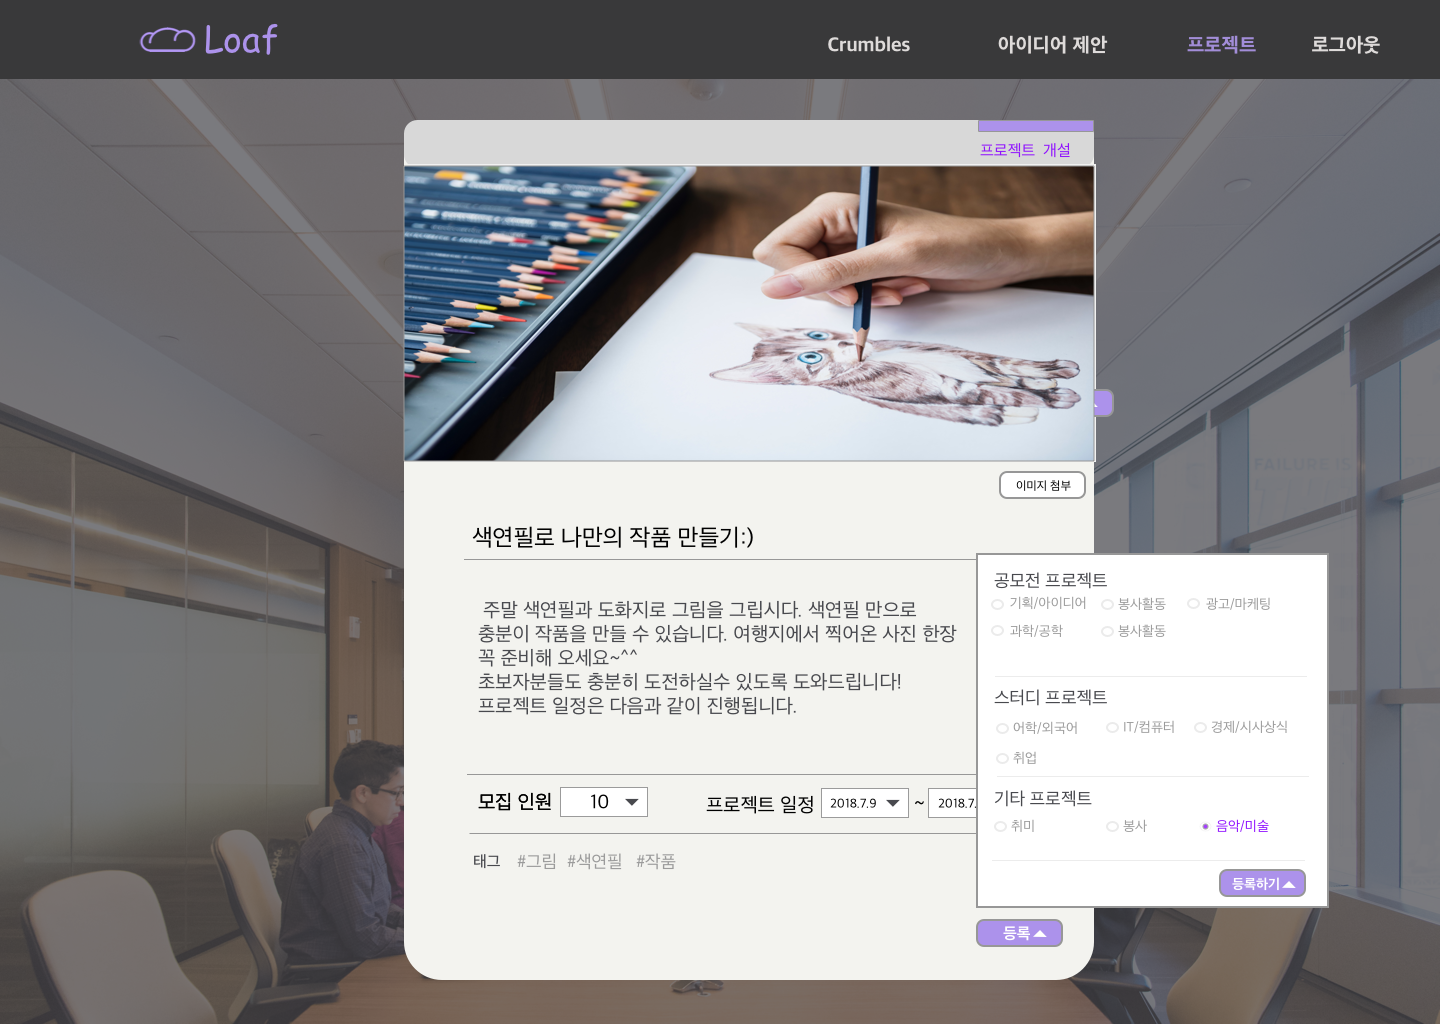 Loaf
Crumbles 아이디어 제안 프로젝트 로그아웃
프로젝트 개설
FAILURE IS
이미지 첨부
색연필로 나만의 작품 만들기:)
주말 색연필과 도화지로 그림을 그립시다. 색연필 만으로
충분이 작품을 만들 수 있습니다. 여행지에서 찍어온 사진 한장
꼭 준비해 오세요~^^
초보자분들도 충분히 도전하실수 있도록 도와드립니다!
프로젝트 일정은 다음과 같이 진행됩니다.
모집 인원 10 프로젝트 일정 2018.7.9 ~ 2018.7.
태그 #그림 #색연필 #작품
공모전 프로젝트
기획/아이디어 봉사활동 광고/마케팅
과학/공학 봉사활동
스터디 프로젝트
어학/외국어 IT/컴퓨터 경제/시사상식
취업
기타 프로젝트
취미 봉사 음악/미술
등록하기
등록